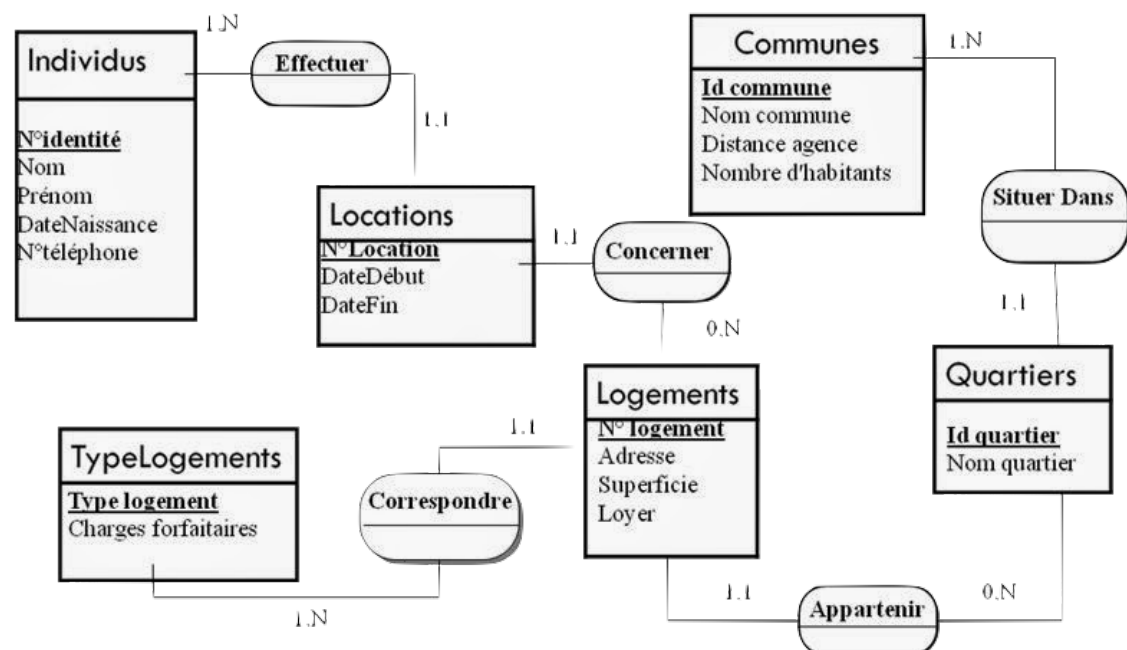 1.N
Individus
Effectuer
N°identité
Nom
Prénom
DateNaissance
N°téléphone
1.1
Communes
1.N
Id commune
Nom commune
Distance agence
Nombre d'habitants
Situer Dans
Locations
N° Location
DateDébut
DateFin
1.1
Concerner
0.N
1.1
Quartiers
Id quartier
Nom quartier
Logements
N° logement
Adresse
Superficie
Loyer
1.1
TypeLogements
Type logement
Charges forfaitaires
Correspondre
1.N
1.1
Appartenir
0.N